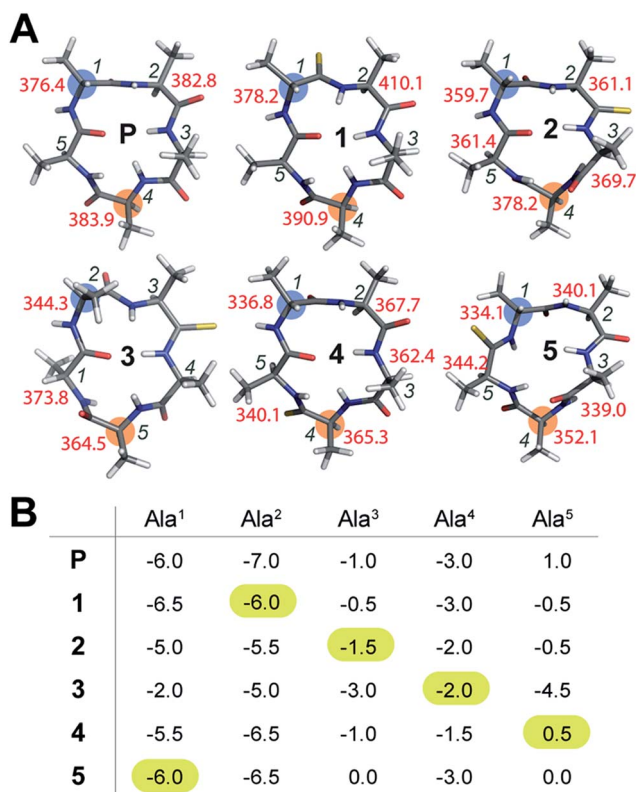 A
1 2
376.4 382.8
P 3
5
4
383.9
1 2
378.2 410.1
1 3
5
4
390.9
1 2
359.7 361.1
361.4 2 3
5 369.7
378.2 4
2 3
344.3
3
1 4
373.8
364.5 5
1 2
336.8 367.7
4 362.4
5 3
340.1
4 365.3
340.1
334.1 1 2
5
344.2 3
5 339.0
4 352.1
B
Ala1 Ala2 Ala3 Ala4 Ala5
P -6.0 -7.0 -1.0 -3.0 1.0
1 -6.5 -6.0 -0.5 -3.0 -0.5
2 -5.0 -5.5 -1.5 -2.0 -0.5
3 -2.0 -5.0 -3.0 -2.0 -4.5
4 -5.5 -6.5 -1.0 -1.5 0.5
5 -6.0 -6.5 0.0 -3.0 0.0